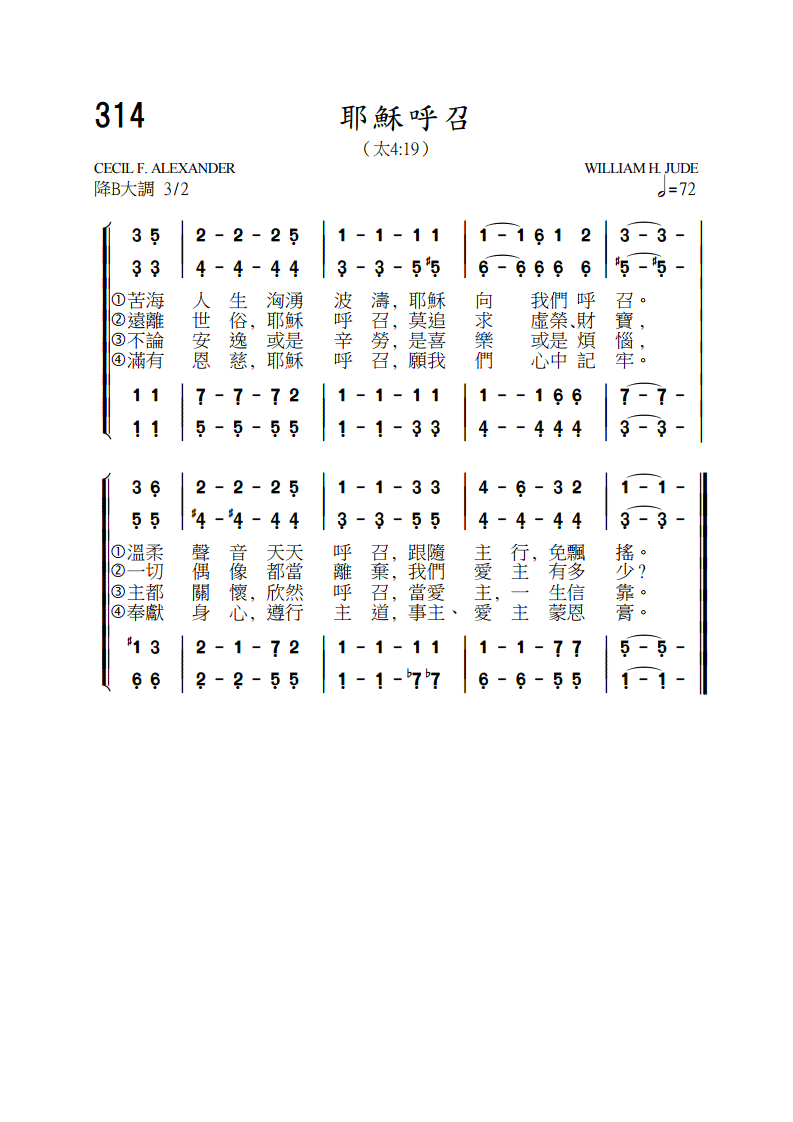 314
耶穌呼召
（太4:19）
CECIL F. ALEXANDER
WILLIAM H. JUDE
降B大調 3/2
𝅗𝅥=72
3 5̣ | 2 - 2 - 2 5̣ | 1 - 1 - 1 1 | 1 - 1 6̣ 1 2 | 3 - 3 - |
3̣ 3̣ | 4̣ - 4̣ - 4̣ 4̣ | 3̣ - 3̣ - 5̣ ♯5̣ | 6̣ - 6̣ 6̣ 6̣ 6̣ | ♯5̣ - ♯5̣ - |
①苦海 人 生 洶湧 波 濤, 耶穌 向 我們 呼 召。
②遠離 世 俗, 耶穌 呼 召, 莫追 求 虛榮、財 寶,
③不論 安 逸 或是 辛 勞, 是喜 樂 或是 煩 惱,
④滿有 恩 慈, 耶穌 呼 召, 願我 們 心中 記 牢。
1 1 | 7̣ - 7̣ - 7̣ 2 | 1 - 1 - 1 1 | 1 - - 1 6̣ 6̣ | 7̣ - 7̣ - |
1̣ 1̣ | 5̣ - 5̣ - 5̣ 5̣ | 1̣ - 1̣ - 3̣ 3̣ | 4̣ - - 4̣ 4̣ 4̣ | 3̣ - 3̣ - |
3 6̣ | 2 - 2 - 2 5̣ | 1 - 1 - 3 3 | 4 - 6̣ - 3 2 | 1 - 1 - ‖
5̣ 5̣ | ♯4̣ - ♯4̣ - 4̣ 4̣ | 3̣ - 3̣ - 5̣ 5̣ | 4̣ - 4̣ - 4̣ 4̣ | 3̣ - 3̣ - ‖
①溫柔 聲 音 天天 呼 召, 跟隨 主 行, 免飄 搖。
②一切 偶 像 都當 離 棄, 我們 愛 主 有多 少?
③主都 關 懷, 欣然 呼 召, 當愛 主, 一 生信 靠。
④奉獻 身 心, 遵行 主 道, 事主、 愛 主 蒙恩 膏。
♯1 3 | 2 - 1 - 7̣ 2 | 1 - 1 - 1 1 | 1 - 1 - 7̣ 7̣ | 5̣ - 5̣ - ‖
6̣ 6̣ | 2̣ - 2̣ - 5̣ 5̣ | 1̣ - 1̣ - ♭7̣ ♭7̣ | 6̣ - 6̣ - 5̣ 5̣ | 1̣ - 1̣ - ‖